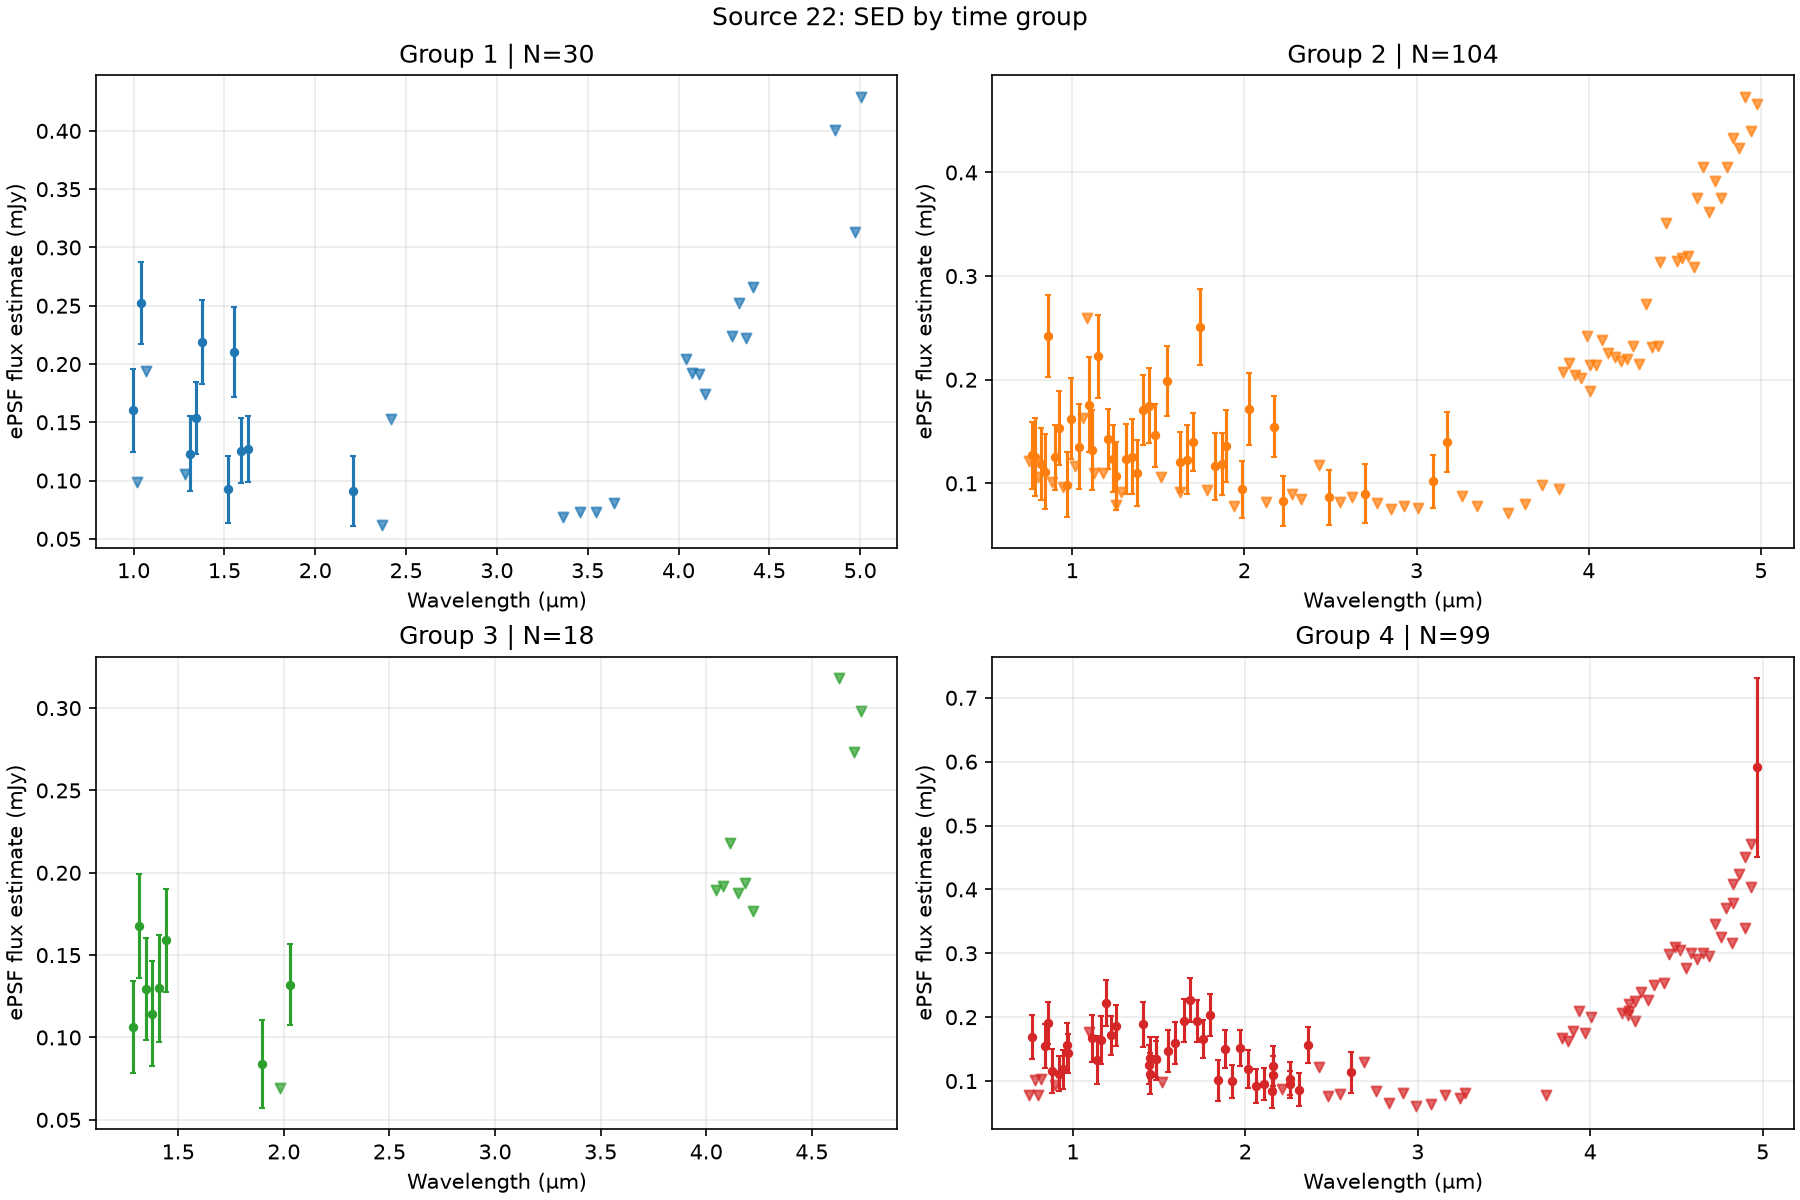 Source 22: SED by time group
Group 1 | N=30
ePSF flux estimate (mJy)
0.40
0.35
0.30
0.25
0.20
0.15
0.10
0.05
1.0 1.5 2.0 2.5 3.0 3.5 4.0 4.5 5.0
Wavelength (μm)
Group 2 | N=104
ePSF flux estimate (mJy)
0.4
0.3
0.2
0.1
1 2 3 4 5
Wavelength (μm)
Group 3 | N=18
ePSF flux estimate (mJy)
0.30
0.25
0.20
0.15
0.10
0.05
1.5 2.0 2.5 3.0 3.5 4.0 4.5
Wavelength (μm)
Group 4 | N=99
ePSF flux estimate (mJy)
0.7
0.6
0.5
0.4
0.3
0.2
0.1
1 2 3 4 5
Wavelength (μm)